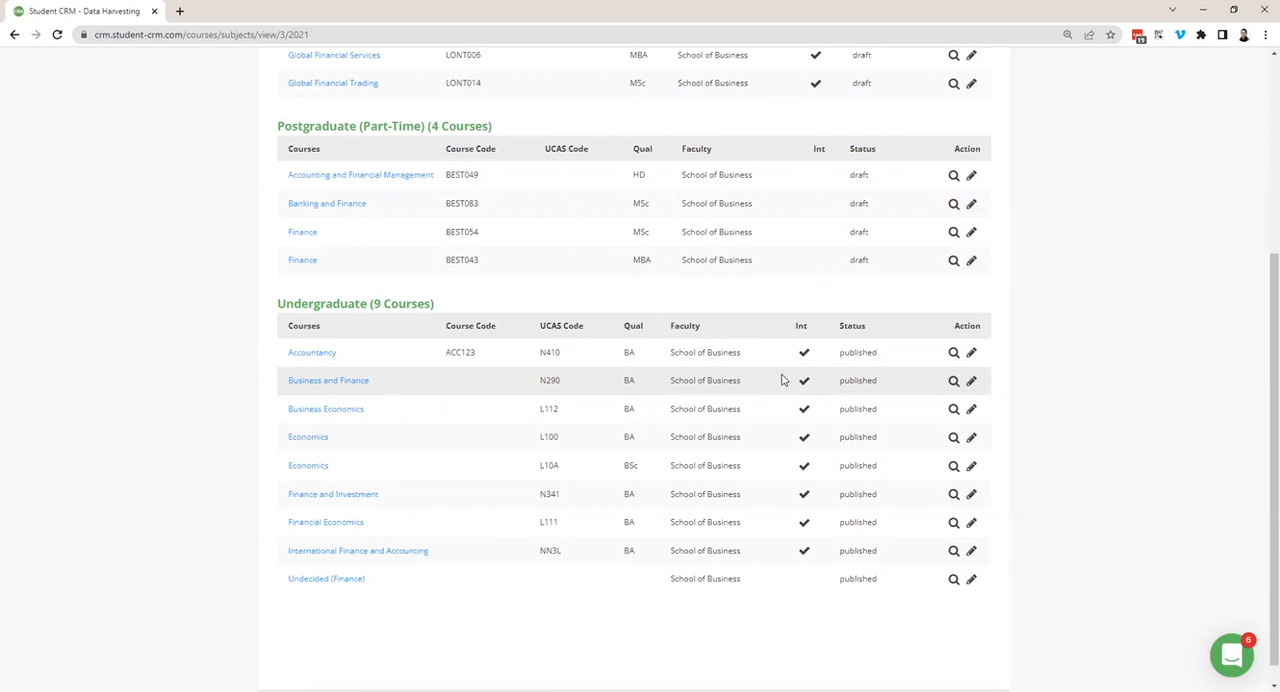 Student CRM - Data Harvesting
crm.student-crm.com/courses/subjects/view/3/2021
19
Global Financial Services LONT006 MBA School of Business draft
Global Financial Trading LONT014 MSc School of Business draft
Postgraduate (Part-Time) (4 Courses)
Courses Course Code UCAS Code Qual Faculty Int Status Action
Accounting and Financial Management BEST049 HD School of Business draft
Banking and Finance BEST083 MSc School of Business draft
Finance BEST054 MSc School of Business draft
Finance BEST043 MBA School of Business draft
Undergraduate (9 Courses)
Courses Course Code UCAS Code Qual Faculty Int Status Action
Accountancy ACC123 N410 BA School of Business published
Business and Finance N290 BA School of Business published
Business Economics L112 BA School of Business published
Economics L100 BA School of Business published
Economics L10A BSc School of Business published
Finance and Investment N341 BA School of Business published
Financial Economics L111 BA School of Business published
International Finance and Accounting NN3L BA School of Business published
Undecided (Finance) School of Business published
6